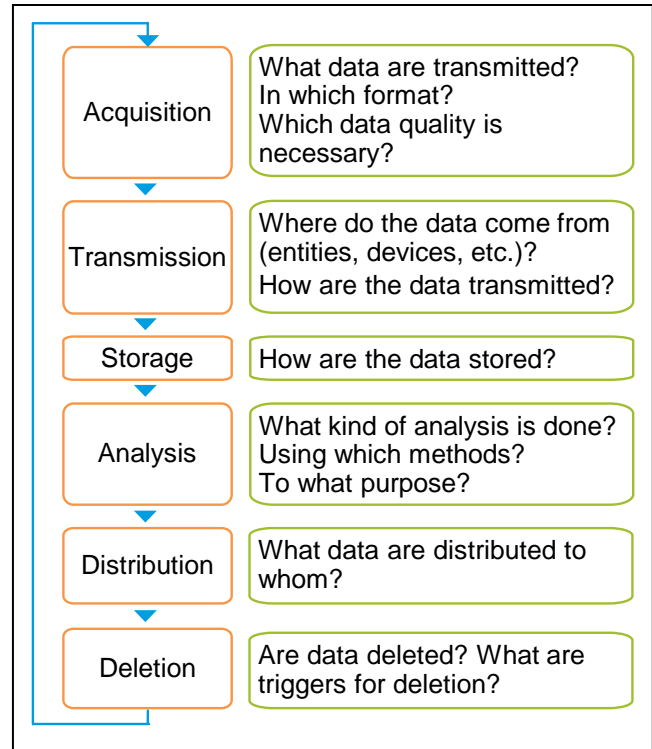 Acquisition
What data are transmitted?
In which format?
Which data quality is
necessary?
Transmission
Where do the data come from
(entities, devices, etc.)?
How are the data transmitted?
Storage
How are the data stored?
Analysis
What kind of analysis is done?
Using which methods?
To what purpose?
Distribution
What data are distributed to
whom?
Deletion
Are data deleted? What are
triggers for deletion?